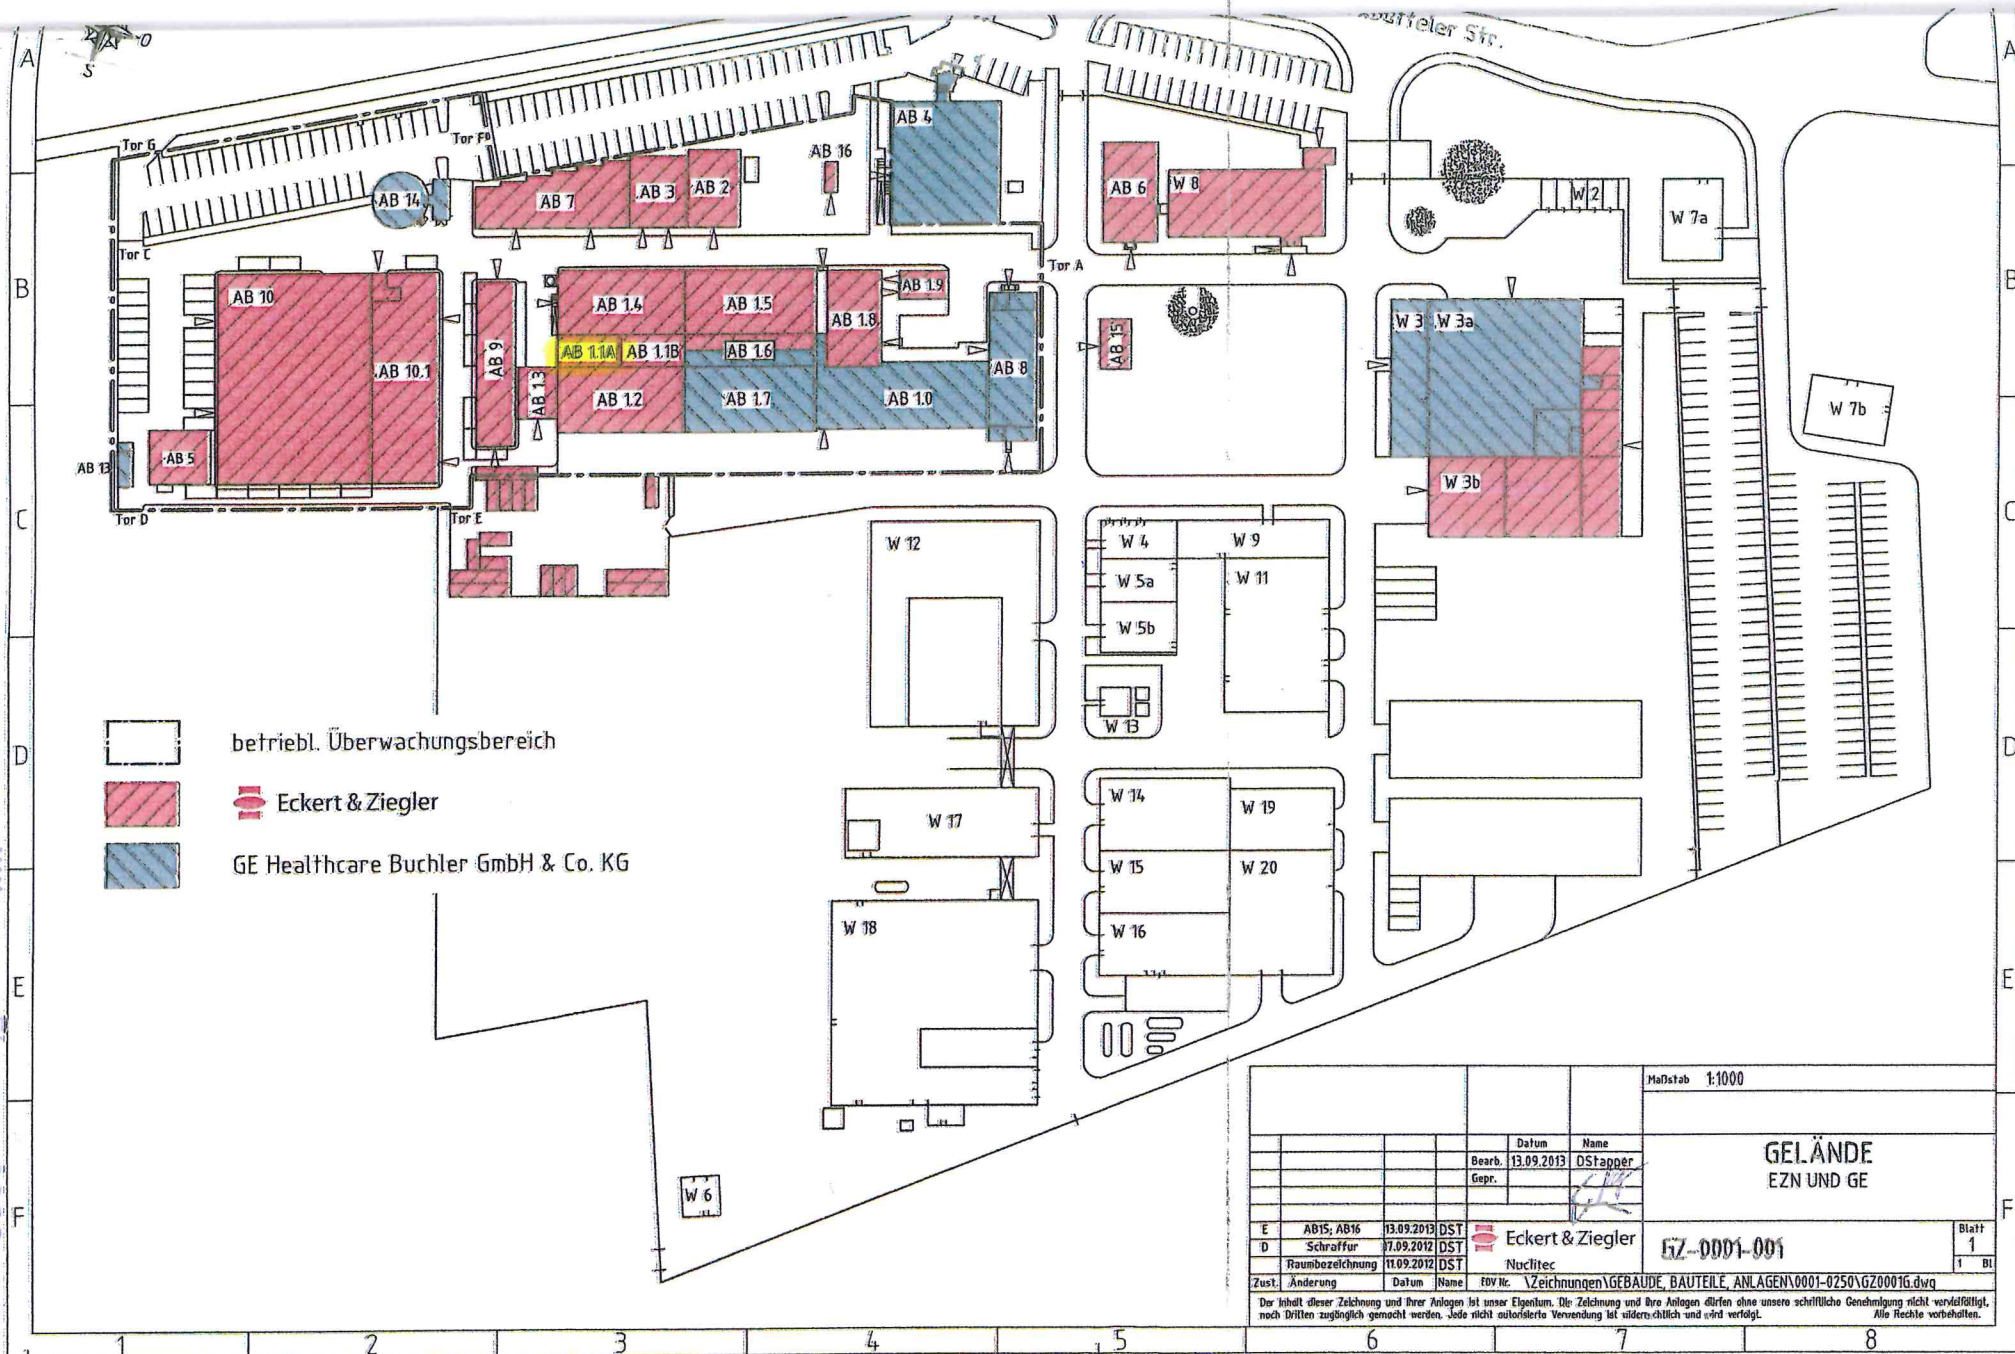 A
O
S
tteler Str.
A
Tor G
Tor F
AB 4
AB 16
AB 14
AB 7
AB 3
AB 2
AB 6
W 8
W 2
W 7a
Tor C
Tor A
B
AB 10
AB 10.1
AB 9
AB 1.4
AB 1.5
AB 1.8
AB 1.9
AB 15
W 3
W 3a
B
AB 1.1A
AB 1.1B
AB 1.6
AB 8
AB 1.3
AB 1.2
AB 1.7
AB 1.0
W 7b
AB 13
AB 5
W 3b
C
Tor D
Tor E
C
W 12
W 4
W 9
W 5a
W 11
W 5b
W 13
D
betriebl. Überwachungsbereich
D
Eckert & Ziegler
GE Healthcare Buchler GmbH & Co. KG
W 14
W 19
W 17
W 15
W 20
W 18
W 16
E
E
W 6
F
F
Maßstab 1:1000
Datum Name
Bearb. 13.09.2013 DStapper
Gepr.
GELÄNDE
EZN UND GE
E AB15; AB16 13.09.2013 DST
D Schraffur 17.09.2012 DST
Raumbezeichnung 11.09.2012 DST
Zust. Änderung Datum Name
Eckert & Ziegler
Nuclitec
GZ-0001-001
Blatt
1
1 Bl
EDV Nr. \Zeichnungen\GEBAUDE, BAUTEILE, ANLAGEN\0001-0250\GZ0001G.dwg
Der Inhalt dieser Zeichnung und Ihrer Anlagen ist unser Eigentum. Die Zeichnung und Ihre Anlagen dürfen ohne unsere schriftliche Genehmigung nicht vervielfältigt,
noch Dritten zugänglich gemacht werden. Jede nicht autorisierte Verwendung ist widerrechtlich und wird verfolgt. Alle Rechte vorbehalten.
1 2 3 4 5 6 7 8